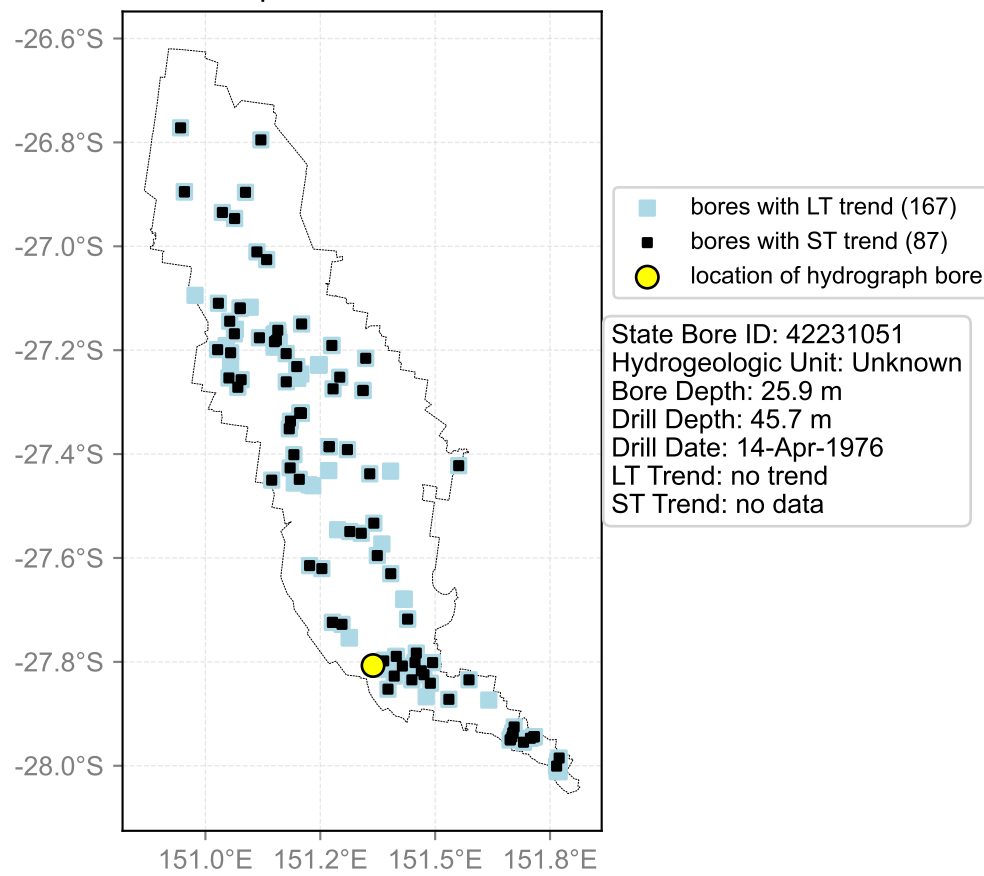 -26.6°S
-26.8°S
-27.0°S
-27.2°S
-27.4°S
-27.6°S
-27.8°S
-28.0°S
151.0°E
151.2°E
151.5°E
151.8°E
bores with LT trend (167)
bores with ST trend (87)
location of hydrograph bore
State Bore ID: 42231051
Hydrogeologic Unit: Unknown
Bore Depth: 25.9 m
Drill Depth: 45.7 m
Drill Date: 14-Apr-1976
LT Trend: no trend
ST Trend: no data